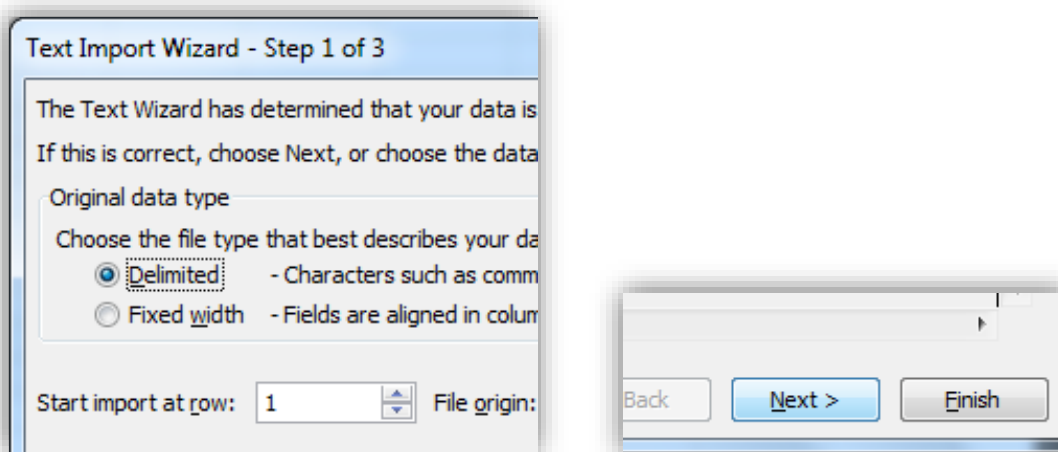 Text Import Wizard - Step 1 of 3
The Text Wizard has determined that your data is
If this is correct, choose Next, or choose the data
Original data type
Choose the file type that best describes your da
Delimited - Characters such as comm
Fixed width - Fields are aligned in colum
Start import at row: 1 File origin:
Back Next > Finish